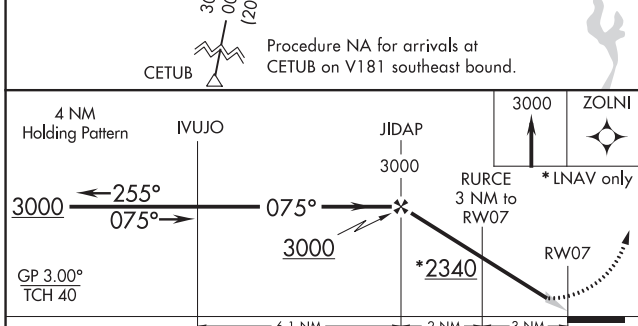 Procedure NA for arrivals at
CETUB on V181 southeast bound.
CETUB
4 NM
Holding Pattern
IVUJO
JIDAP
3000
3000
ZOLNI
RURCE
3 NM to
RW07
* LNAV only
255°
3000
075°
075°
3000
*2340
RW07
GP 3.00°
TCH 40
6.1 NM
2 NM
3 NM